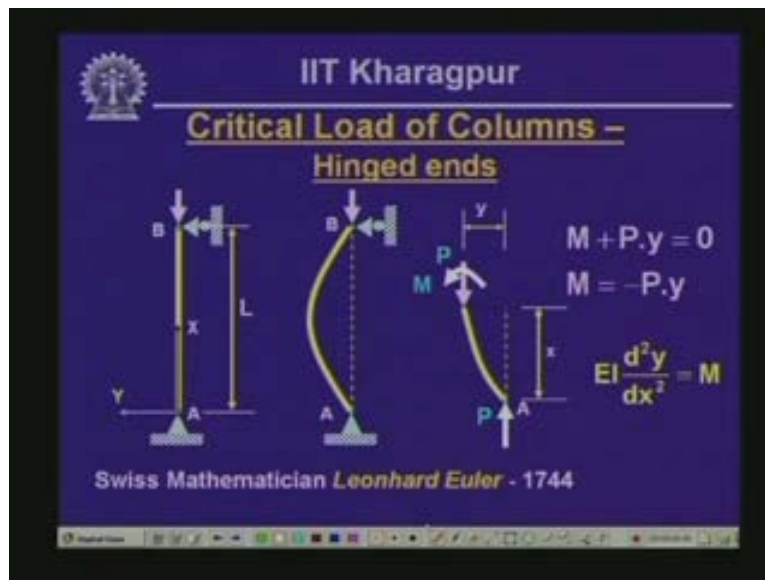 IIT Kharagpur
Critical Load of Columns –
Hinged ends
B
X
L
Y
A
B
A
y
P
M
x
P
A
M + P.y = 0
M = −P.y
EI d²y/dx² = M
Swiss Mathematician Leonhard Euler - 1744